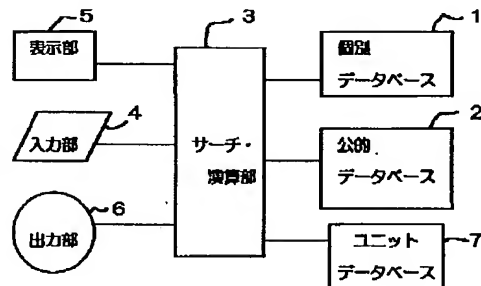 5
表示部
4
入力部
6
出力部
3
サーチ・
演算部
1
個別
データベース
2
公的
データベース
ユニット
データベース
7